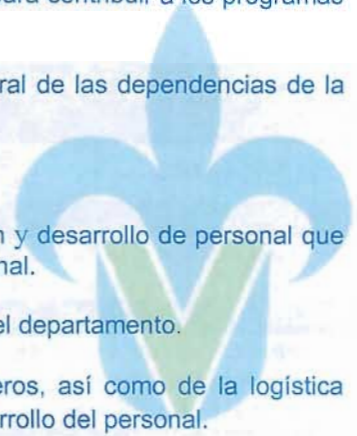 para contribuir a los programas
ral de las dependencias de la
n y desarrollo de personal que
nal.
el departamento.
eros, así como de la logística
rrollo del personal.